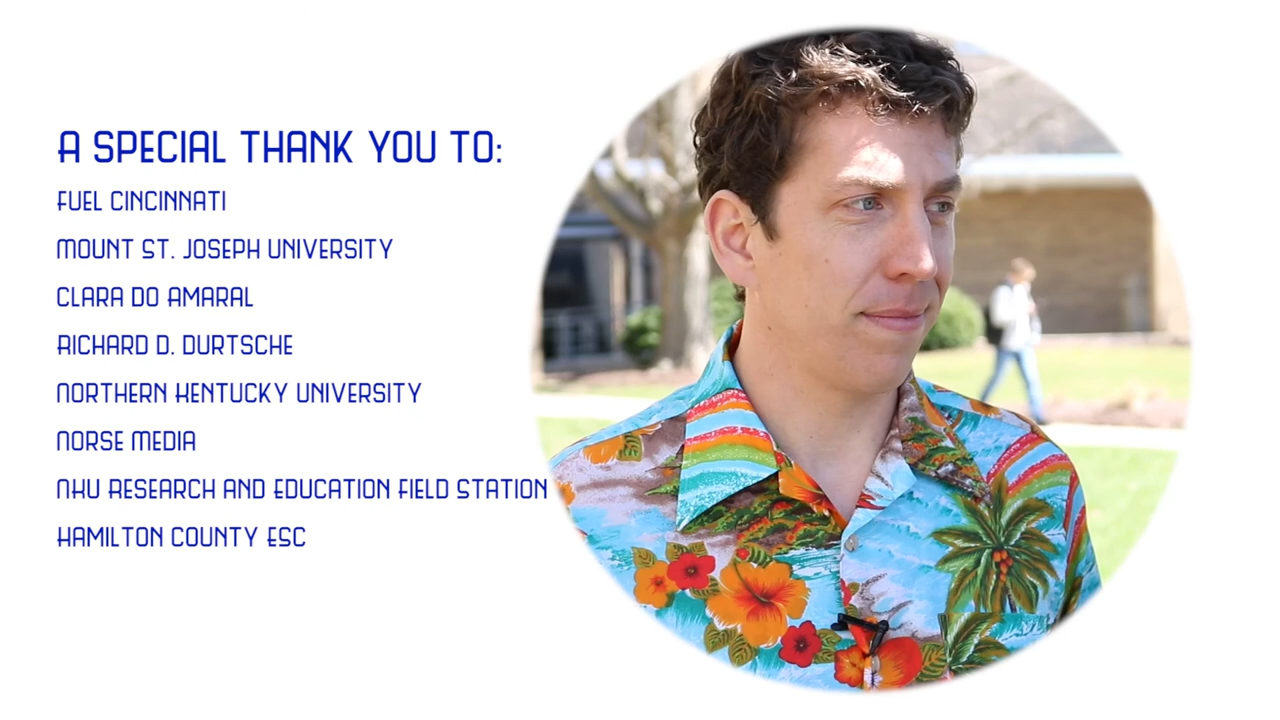 A SPECIAL THANK YOU TO:
FUEL CINCINNATI
MOUNT ST. JOSEPH UNIVERSITY
CLARA DO AMARAL
RICHARD D. DURTSCHE
NORTHERN KENTUCKY UNIVERSITY
NORSE MEDIA
NKU RESEARCH AND EDUCATION FIELD STATION
HAMILTON COUNTY ESC